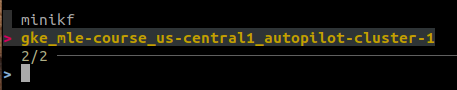 minikf
> gke_mle-course_us-central1_autopilot-cluster-1
2/2
>